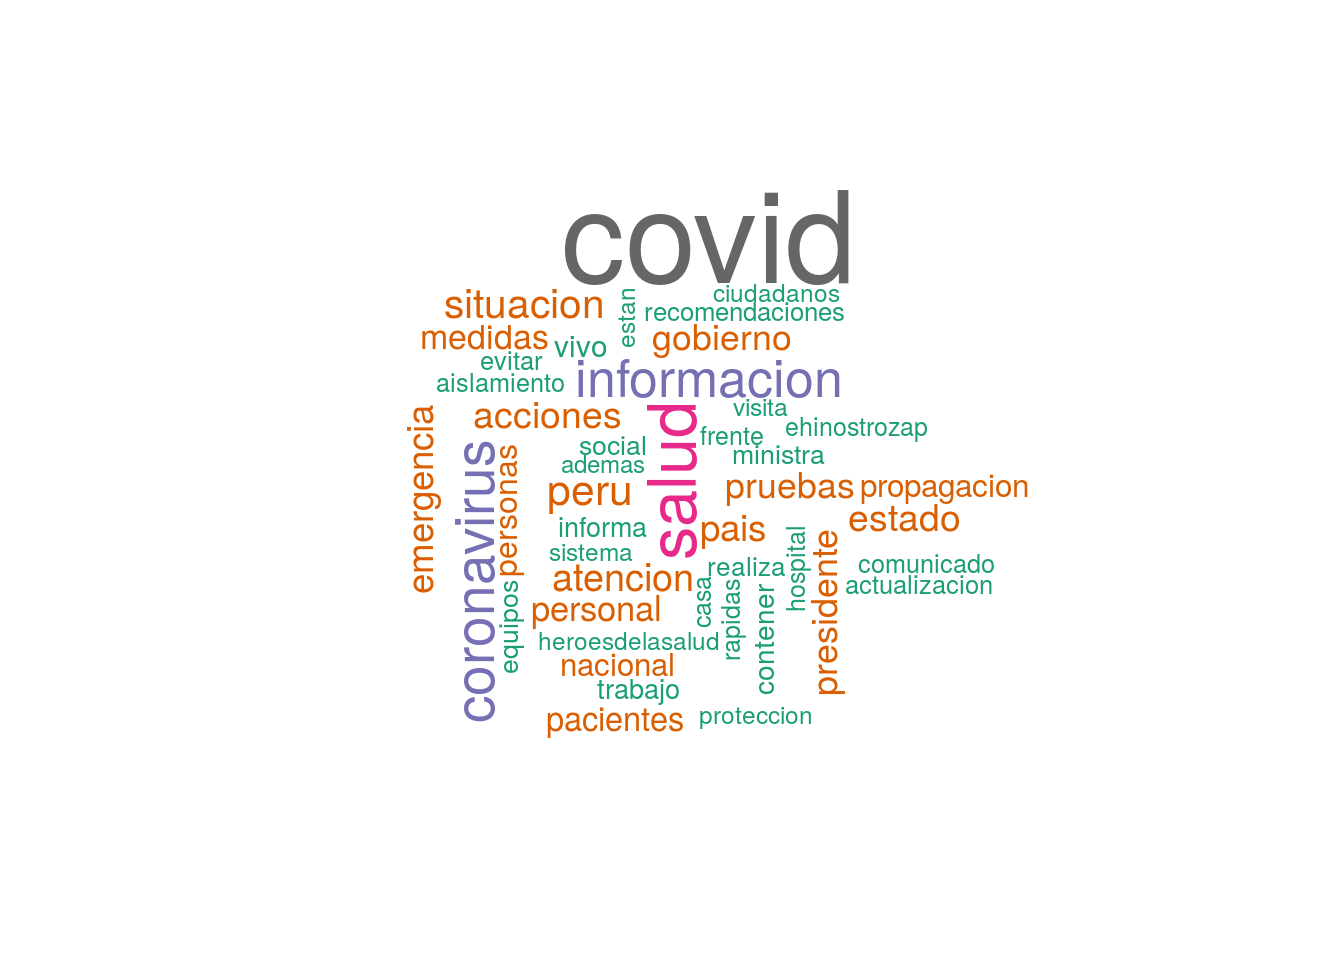 covid
situacion
estan
ciudadanos
recomendaciones
medidas
vivo
gobierno
evitar
aislamiento
informacion
emergencia
acciones
salud
visita
frente
ehinostrozap
coronavirus
personas
social
ademas
ministra
peru
pruebas
propagacion
informa
pais
estado
sistema
hospital
presidente
atencion
realiza
comunicado
actualizacion
equipos
personal
casa
rapidas
contener
heroesdelasalud
nacional
trabajo
pacientes
proteccion